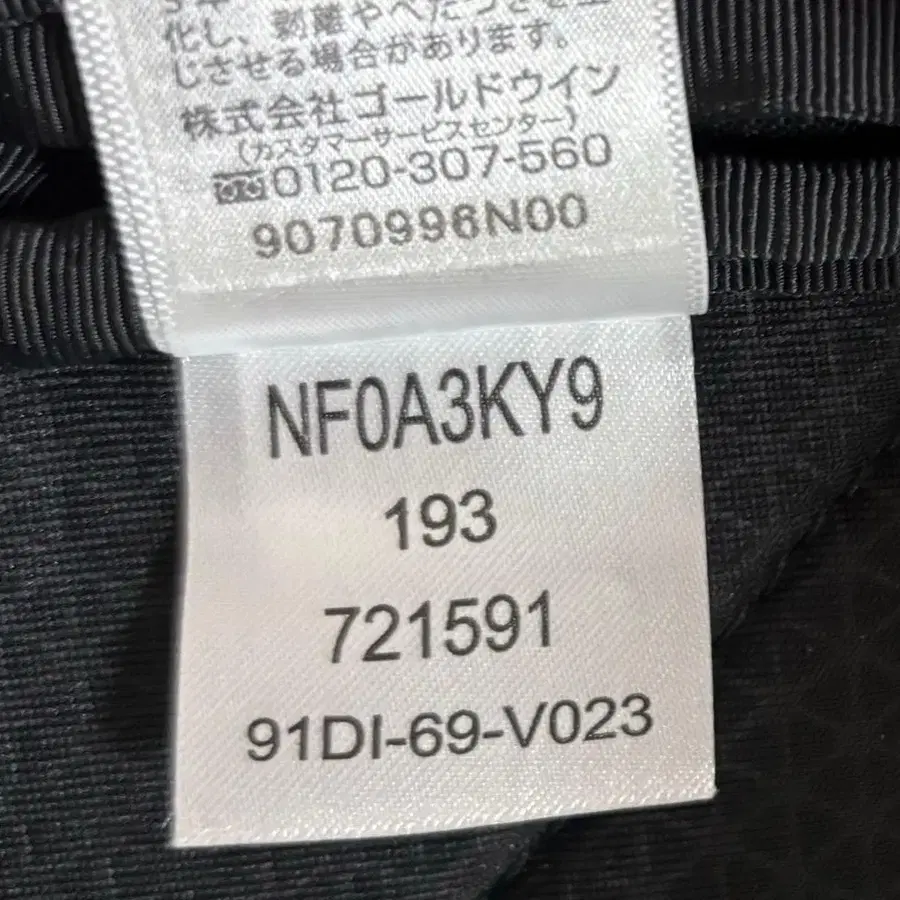 化し、剥離やべたつきを生
じさせる場合があります。
株式会社ゴールドウイン
(カスタマーサービスセンター)
0120-307-560
9070996N00
NF0A3KY9
193
721591
91DI-69-V023